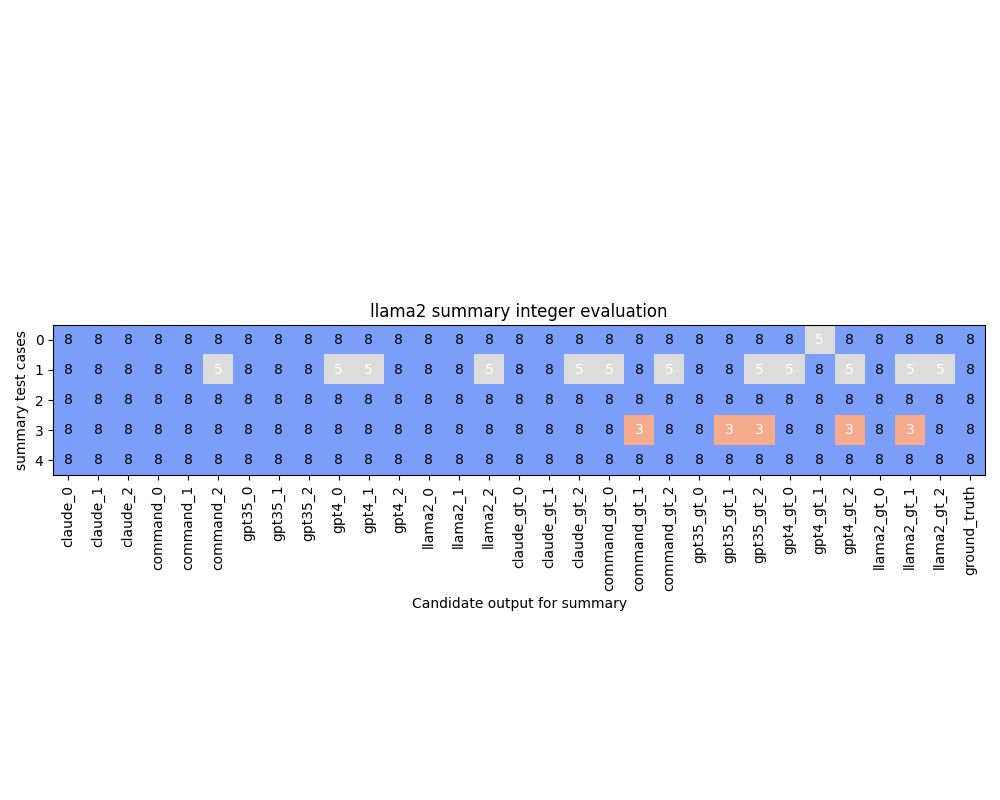 llama2 summary integer evaluation
summary test cases
0 8 8 8 8 8 8 8 8 8 8 8 8 8 8 8 8 8 8 8 8 8 8 8 8 8 5 8 8 8 8 8
1 8 8 8 8 8 5 8 8 8 5 5 8 8 8 5 8 8 5 5 8 5 8 8 5 5 8 5 8 5 5 8
2 8 8 8 8 8 8 8 8 8 8 8 8 8 8 8 8 8 8 8 8 8 8 8 8 8 8 8 8 8 8 8
3 8 8 8 8 8 8 8 8 8 8 8 8 8 8 8 8 8 8 8 3 8 8 3 3 8 8 3 8 3 8 8
4 8 8 8 8 8 8 8 8 8 8 8 8 8 8 8 8 8 8 8 8 8 8 8 8 8 8 8 8 8 8 8
claude_0
claude_1
claude_2
command_0
command_1
command_2
gpt35_0
gpt35_1
gpt35_2
gpt4_0
gpt4_1
gpt4_2
llama2_0
llama2_1
llama2_2
claude_gt_0
claude_gt_1
claude_gt_2
command_gt_0
command_gt_1
command_gt_2
gpt35_gt_0
gpt35_gt_1
gpt35_gt_2
gpt4_gt_0
gpt4_gt_1
gpt4_gt_2
llama2_gt_0
llama2_gt_1
llama2_gt_2
ground_truth
Candidate output for summary